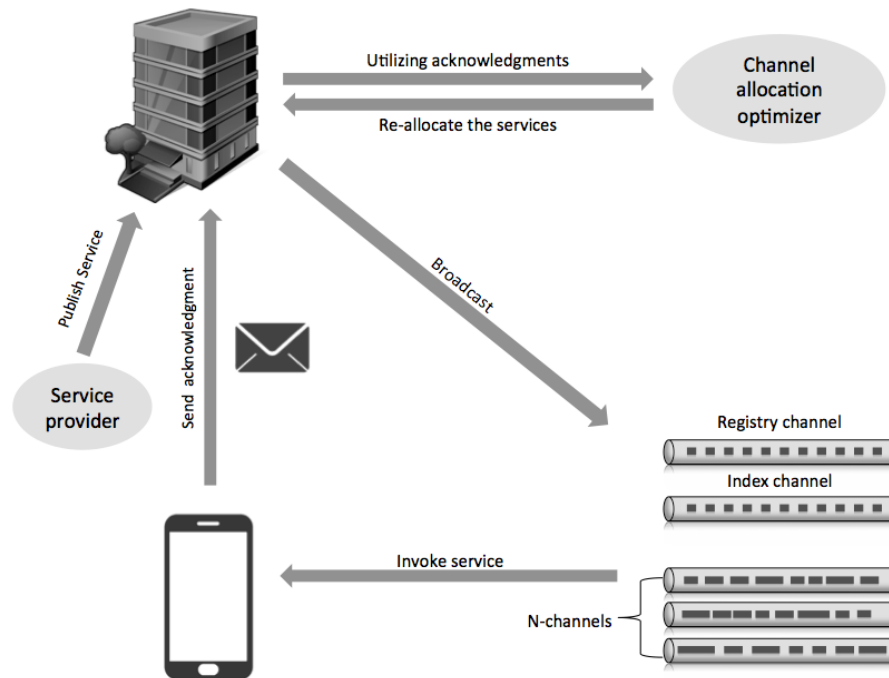 Utilizing acknowledgments
Channel
allocation
optimizer
Re-allocate the services
Publish Service
Send acknowledgment
Broadcast
Service
provider
Registry channel
Index channel
Invoke service
N-channels